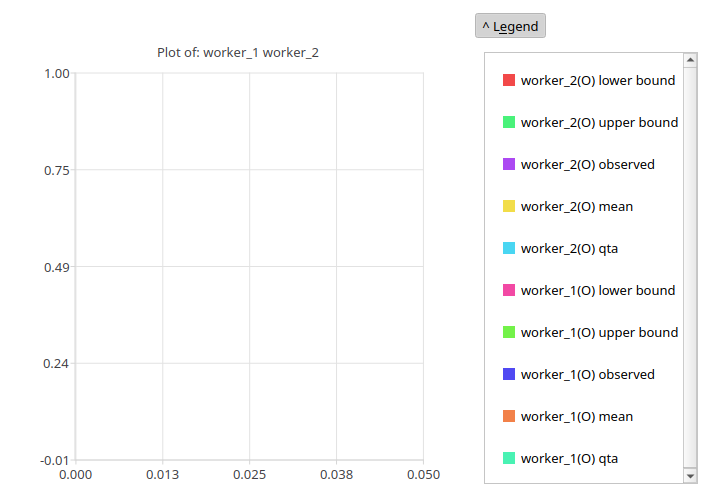 ^ Legend
Plot of: worker_1 worker_2
1.00
0.75
0.49
0.24
-0.01
0.000 0.013 0.025 0.038 0.050
worker_2(O) lower bound
worker_2(O) upper bound
worker_2(O) observed
worker_2(O) mean
worker_2(O) qta
worker_1(O) lower bound
worker_1(O) upper bound
worker_1(O) observed
worker_1(O) mean
worker_1(O) qta